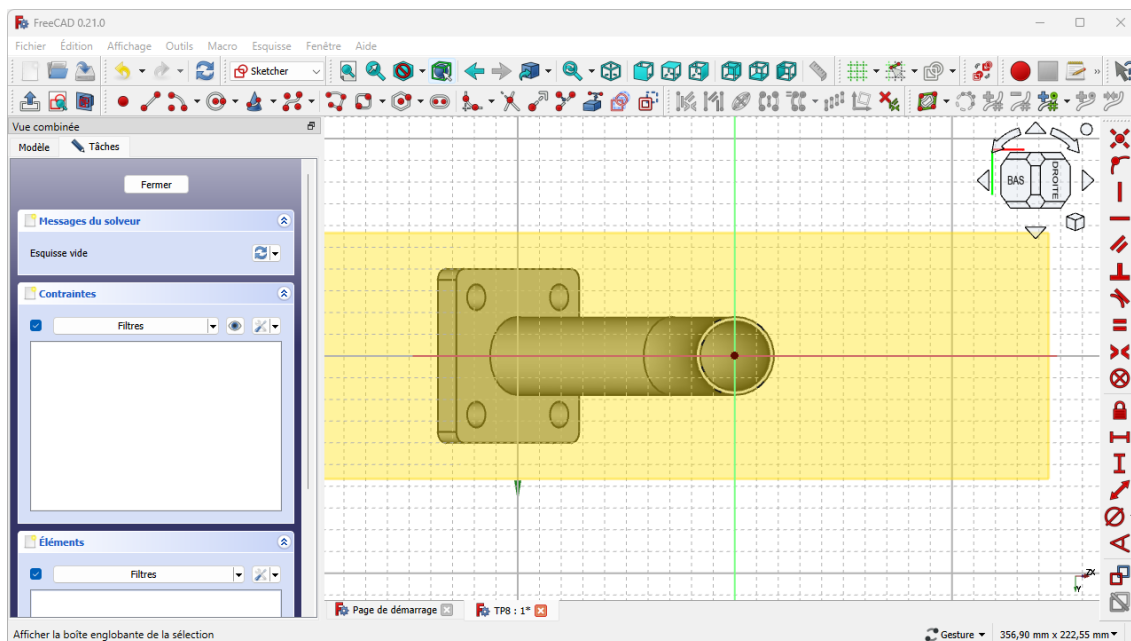 FreeCAD 0.21.0
Fichier Édition Affichage Outils Macro Esquisse Fenêtre Aide
Sketcher
Vue combinée
Modèle Tâches
Fermer
Messages du solveur
Esquisse vide
Contraintes
Filtres
Éléments
Filtres
BAS DROITE
ZX
Y
Page de démarrage TP8 : 1*
Afficher la boîte englobante de la sélection Gesture 356,90 mm x 222,55 mm